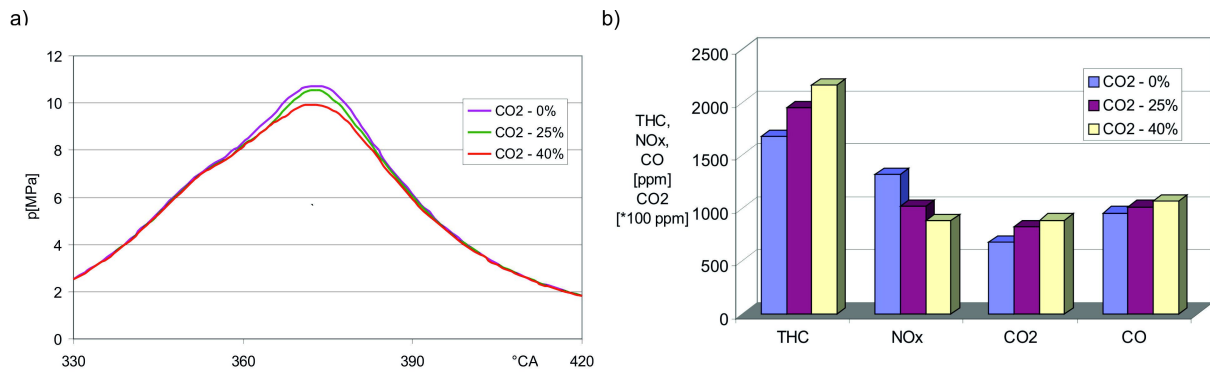 a)
12
10
8
6
4
2
0
p[MPa]
330
360
390
°CA
420
CO2 - 0%
CO2 - 25%
CO2 - 40%
b)
2500
2000
1500
1000
500
0
THC,
NOx,
CO
[ppm]
CO2
[*100 ppm]
CO2 - 0%
CO2 - 25%
CO2 - 40%
THC
NOx
CO2
CO